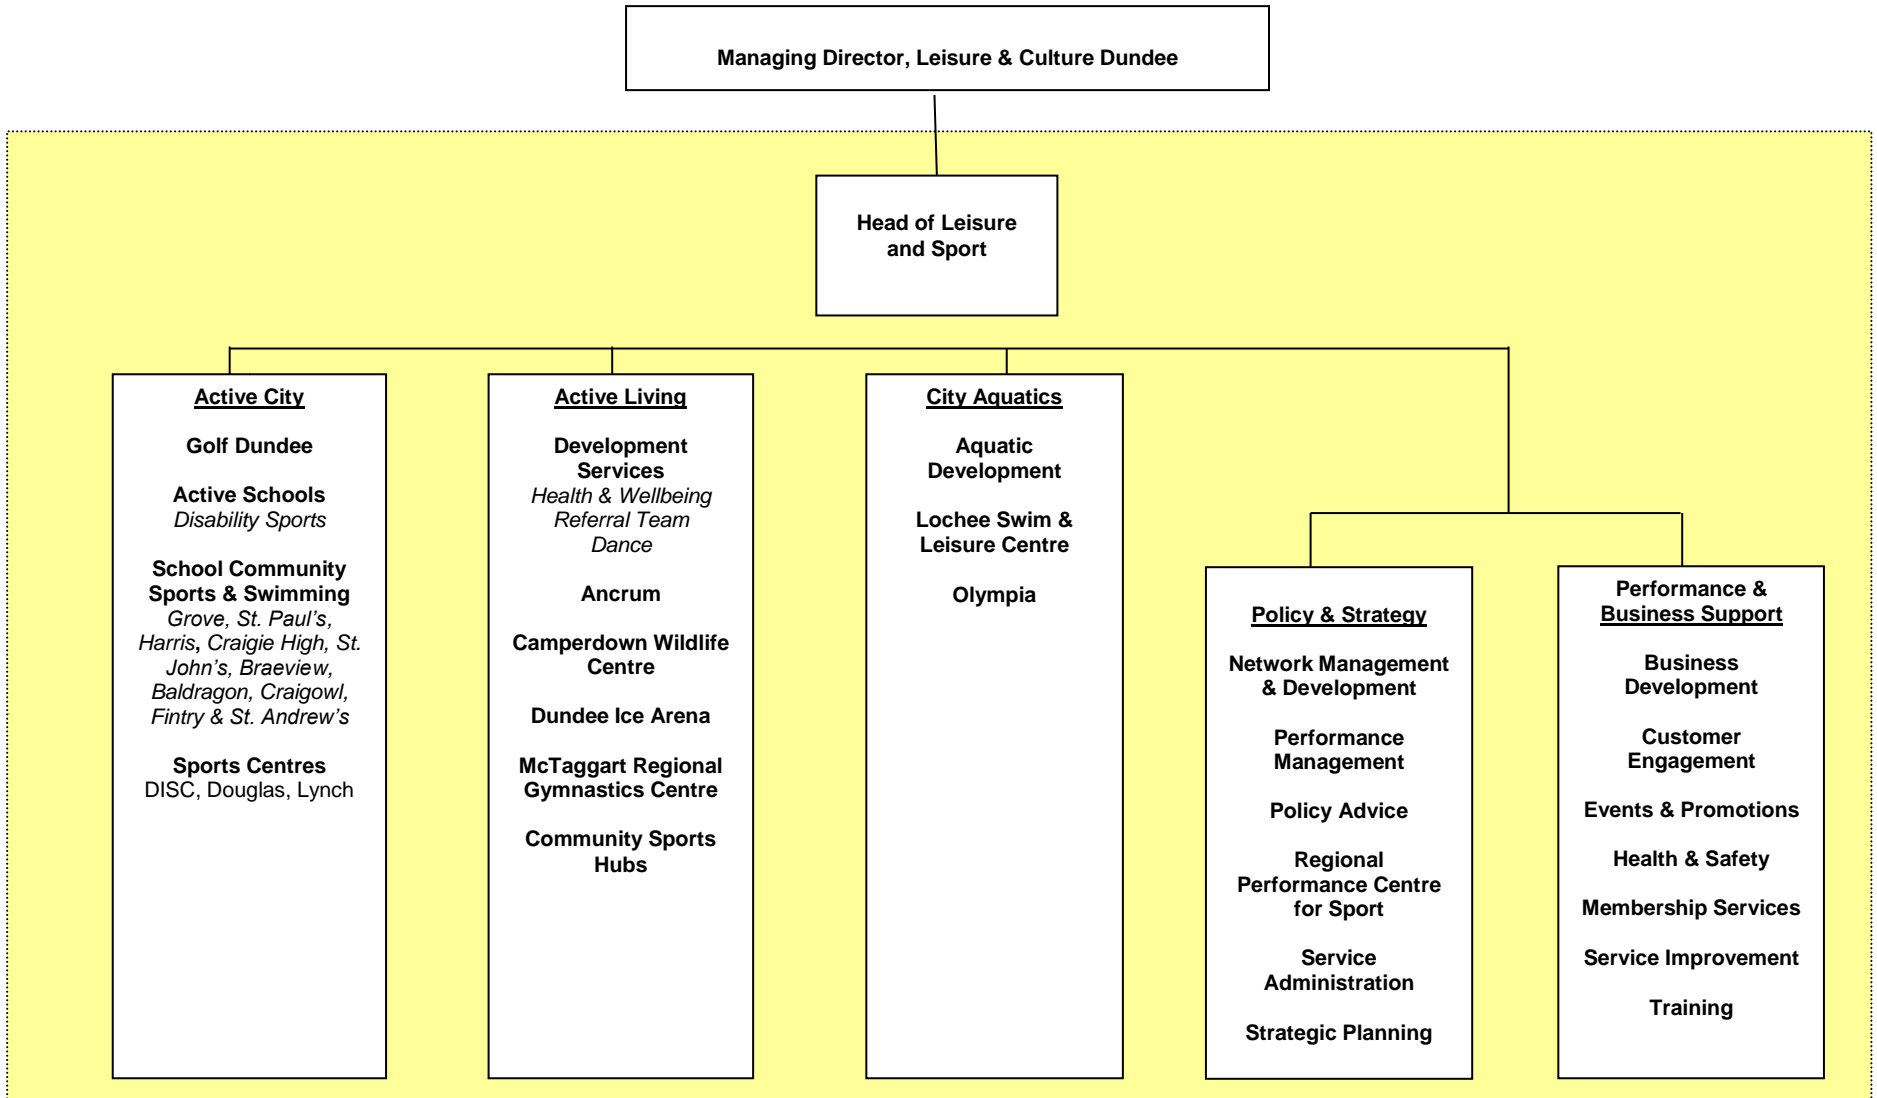 Managing Director, Leisure & Culture Dundee
Head of Leisure
and Sport
Active City
Golf Dundee
Active Schools
Disability Sports
School Community
Sports & Swimming
Grove, St. Paul’s,
Harris, Craigie High, St.
John’s, Braeview,
Baldragon, Craigowl,
Fintry & St. Andrew’s
Sports Centres
DISC, Douglas, Lynch
Active Living
Development
Services
Health & Wellbeing
Referral Team
Dance
Ancrum
Camperdown Wildlife
Centre
Dundee Ice Arena
McTaggart Regional
Gymnastics Centre
Community Sports
Hubs
City Aquatics
Aquatic
Development
Lochee Swim &
Leisure Centre
Olympia
Policy & Strategy
Network Management
& Development
Performance
Management
Policy Advice
Regional
Performance Centre
for Sport
Service
Administration
Strategic Planning
Performance &
Business Support
Business
Development
Customer
Engagement
Events & Promotions
Health & Safety
Membership Services
Service Improvement
Training